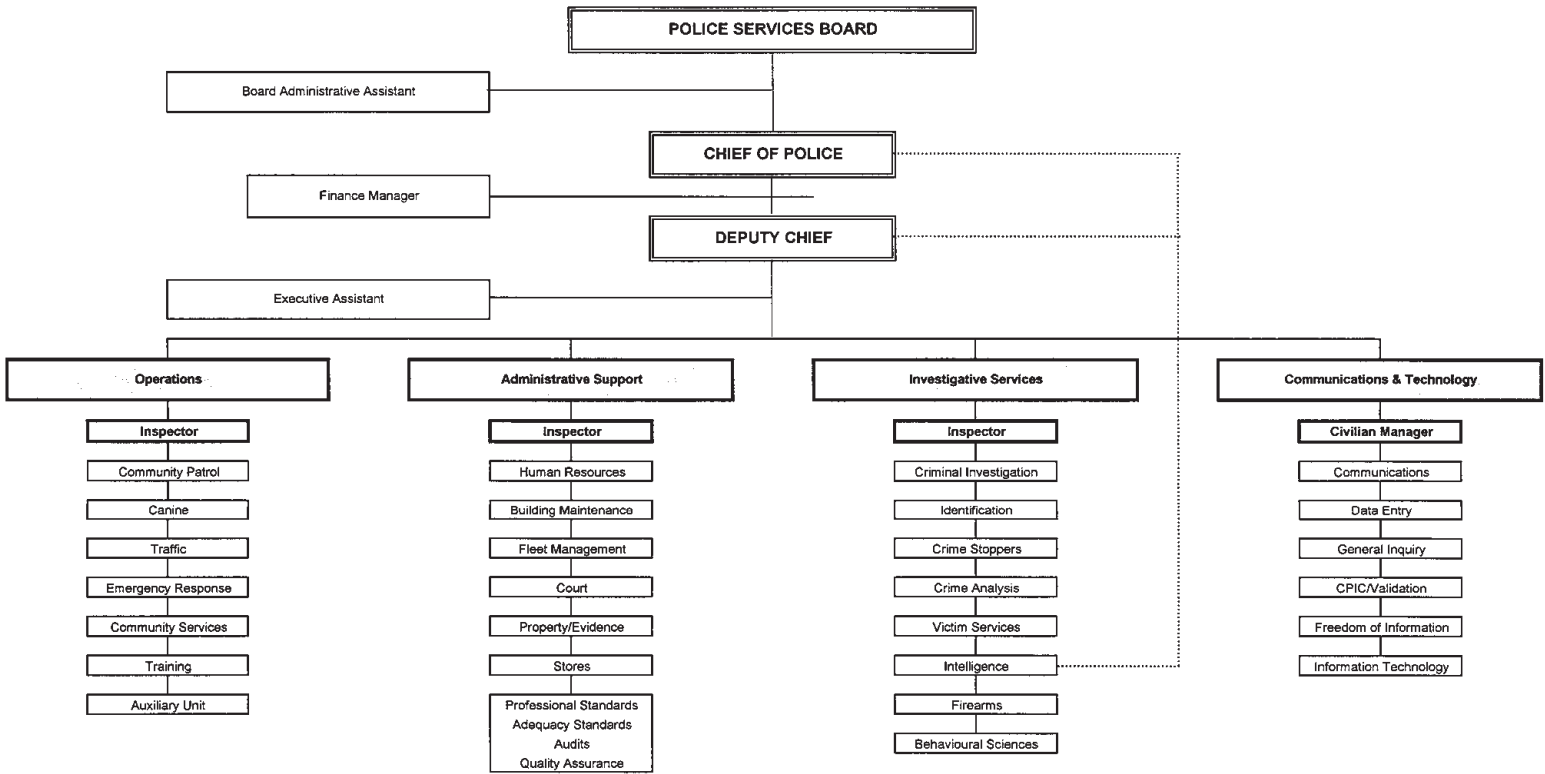 POLICE SERVICES BOARD
Board Administrative Assistant
CHIEF OF POLICE
Finance Manager
DEPUTY CHIEF
Executive Assistant
Operations
Inspector
Community Patrol
Canine
Traffic
Emergency Response
Community Services
Training
Auxiliary Unit
Administrative Support
Inspector
Human Resources
Building Maintenance
Fleet Management
Court
Property/Evidence
Stores
Professional Standards
Adequacy Standards
Audits
Quality Assurance
Investigative Services
Inspector
Criminal Investigation
Identification
Crime Stoppers
Crime Analysis
Victim Services
Intelligence
Firearms
Behavioural Sciences
Communications & Technology
Civilian Manager
Communications
Data Entry
General Inquiry
CPIC/Validation
Freedom of Information
Information Technology